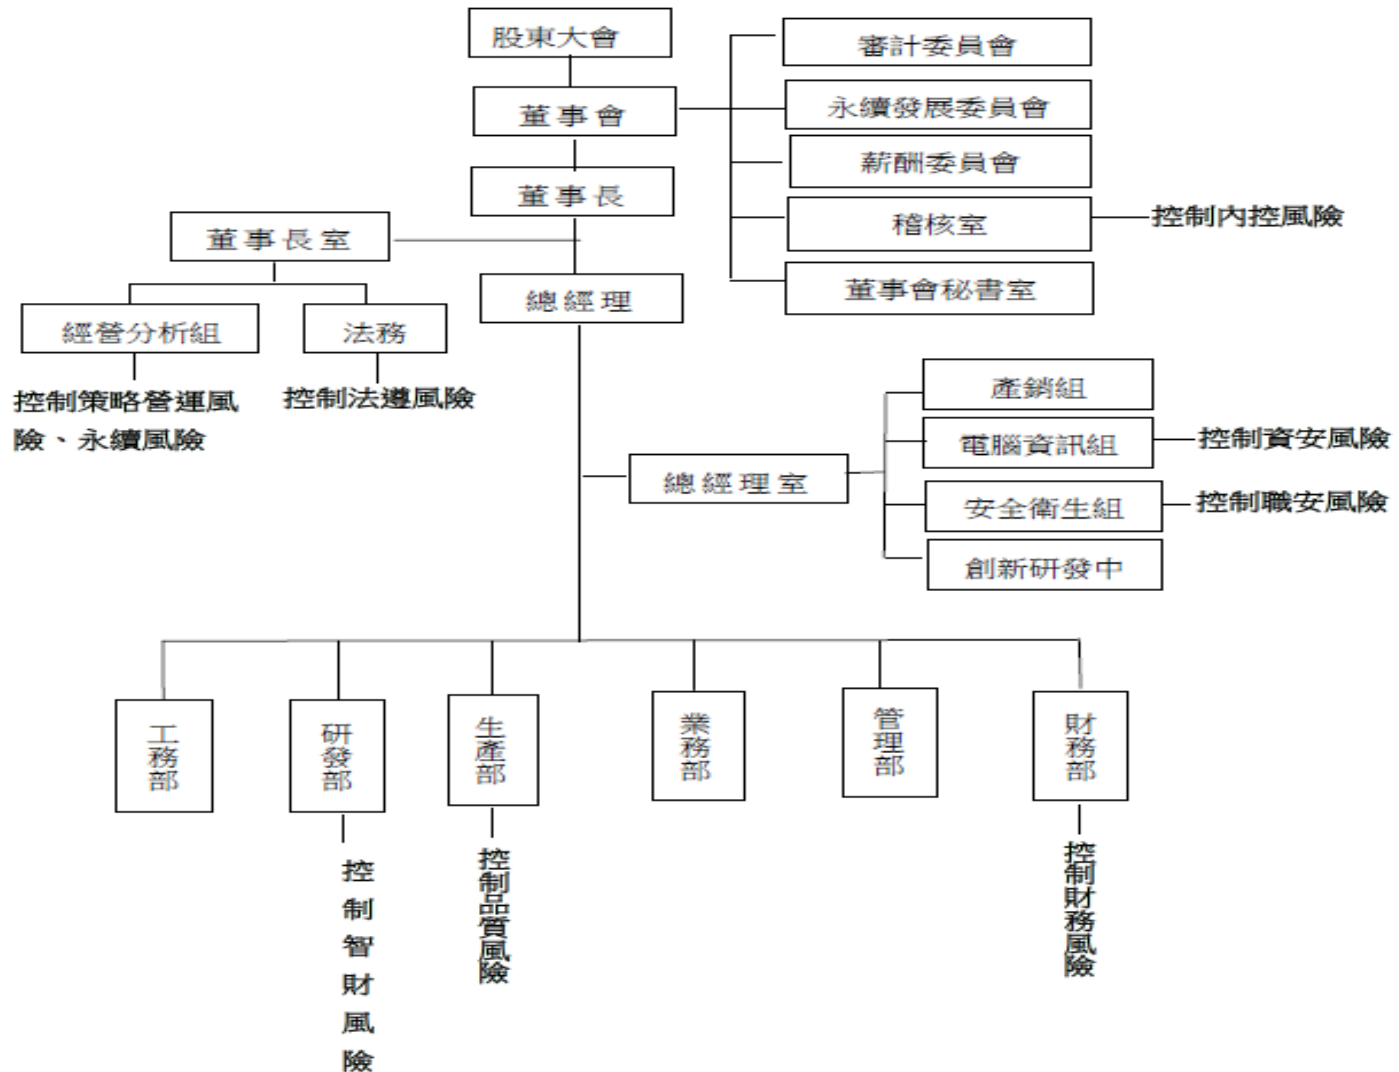 股東大會
審計委員會
董事會
永續發展委員會
薪酬委員會
董事長
稽核室
控制內控風險
董事長室
董事會秘書室
總經理
經營分析組
法務
控制策略營運風
險、永續風險
控制法遵風險
產銷組
電腦資訊組
控制資安風險
總經理室
安全衛生組
控制職安風險
創新研發中
工務部
研發部
生產部
業務部
管理部
財務部
控制智財風險
控制品質風險
控制財務風險